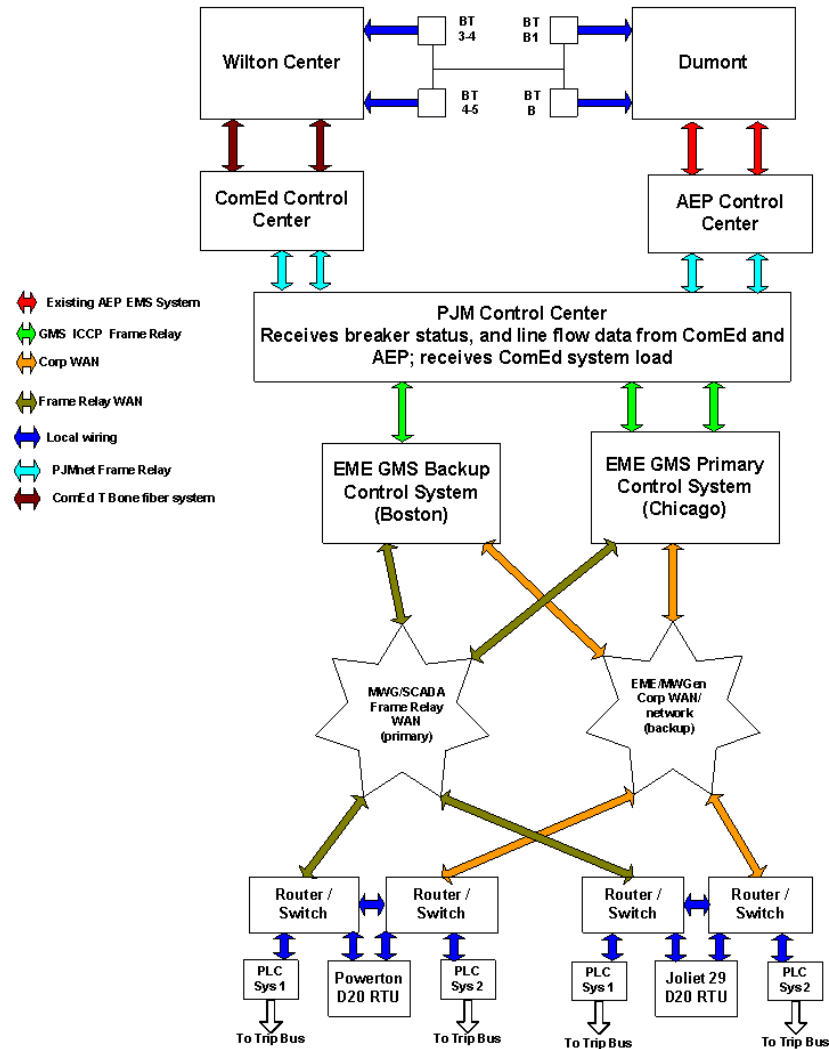 BT
3-4
BT
B1
Wilton Center
Dumont
BT
4-5
BT
B
ComEd Control
Center
AEP Control
Center
PJM Control Center
Receives breaker status, and line flow data from ComEd and
AEP; receives ComEd system load
Existing AEP EMS System
GMS ICCP Frame Relay
Corp WAN
Frame Relay WAN
Local wiring
PJMnet Frame Relay
ComEd T Bone fiber system
EME GMS Backup
Control System
(Boston)
EME GMS Primary
Control System
(Chicago)
MWG/SCADA
Frame Relay
WAN
(primary)
EME/MWGen
Corp WAN/
network
(backup)
Router /
Switch
Router /
Switch
Router /
Switch
Router /
Switch
PLC
Sys 1
Powerton
D20 RTU
PLC
Sys 2
PLC
Sys 1
Joliet 29
D20 RTU
PLC
Sys 2
To Trip Bus
To Trip Bus
To Trip Bus
To Trip Bus